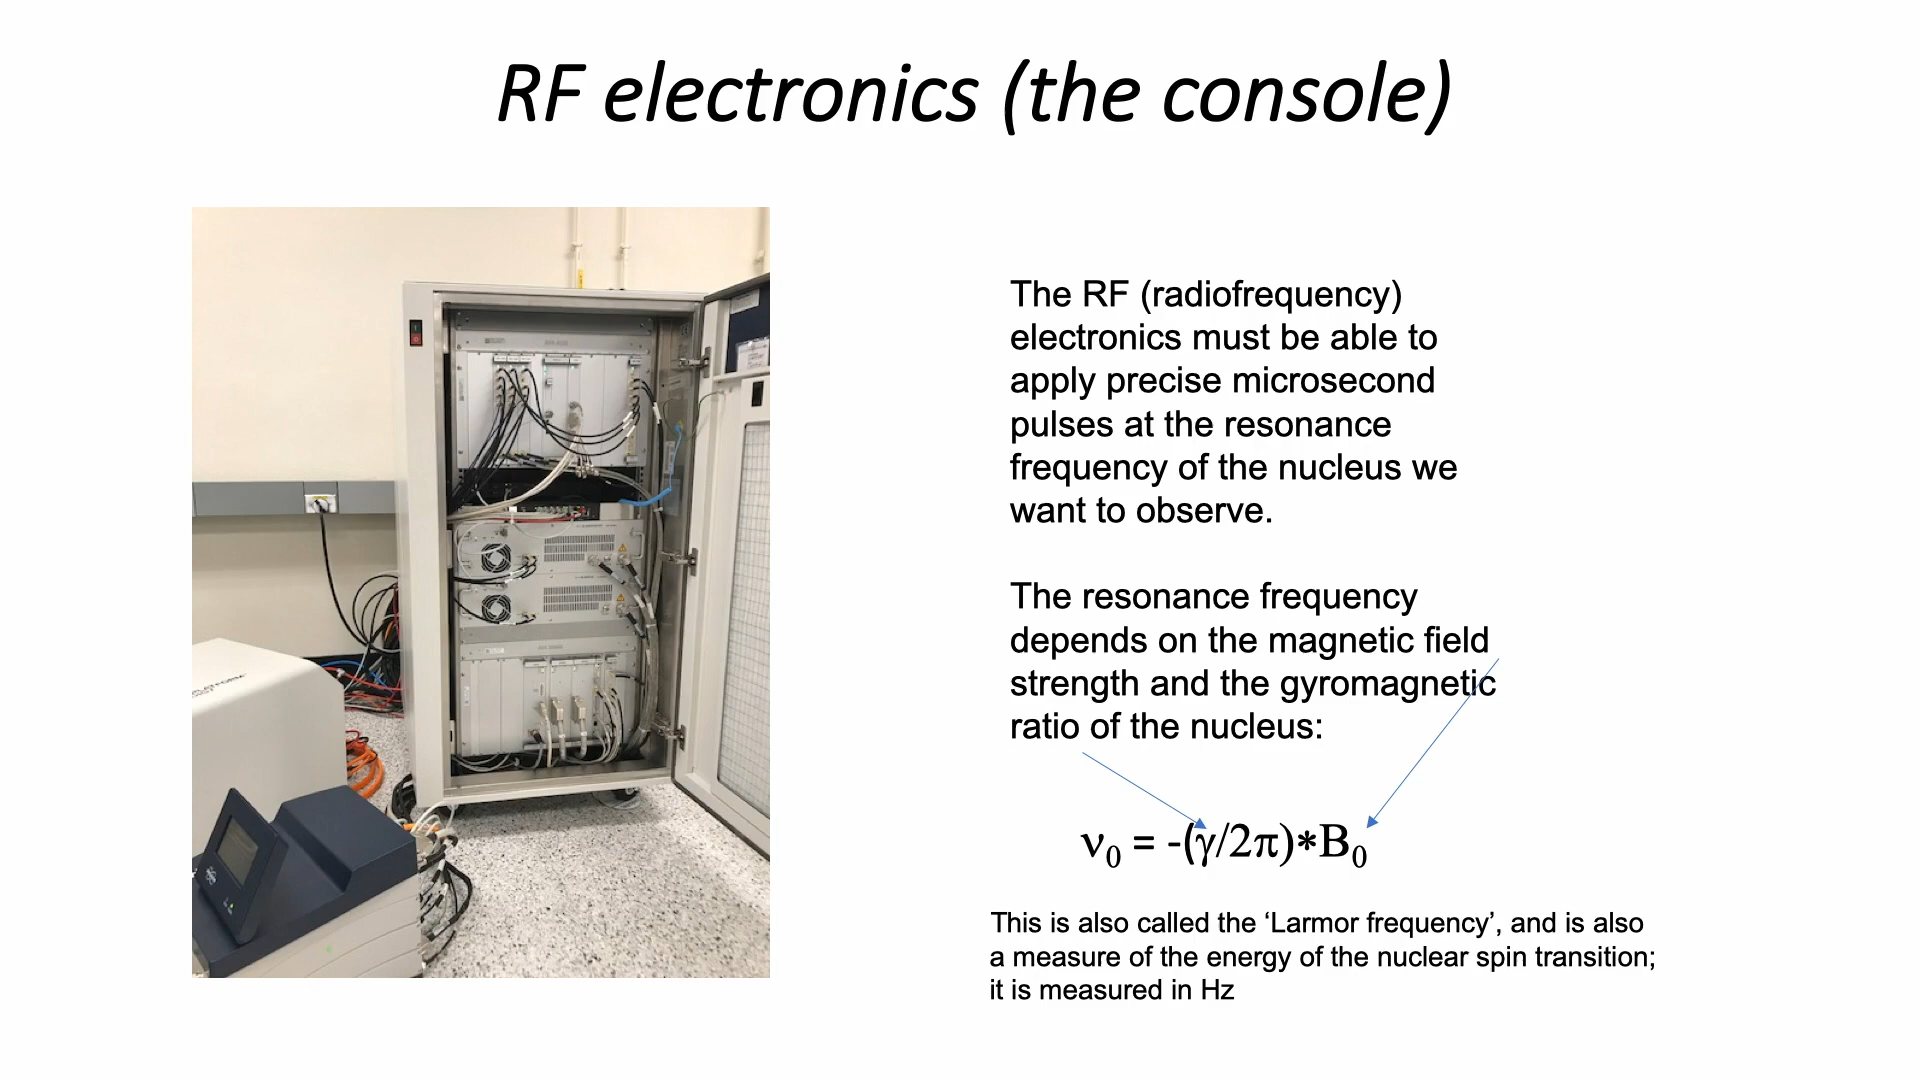 RF electronics (the console)
The RF (radiofrequency)
electronics must be able to
apply precise microsecond
pulses at the resonance
frequency of the nucleus we
want to observe.
The resonance frequency
depends on the magnetic field
strength and the gyromagnetic
ratio of the nucleus:
ν₀ = -(γ/2π)*B₀
This is also called the ‘Larmor frequency’, and is also
a measure of the energy of the nuclear spin transition;
it is measured in Hz